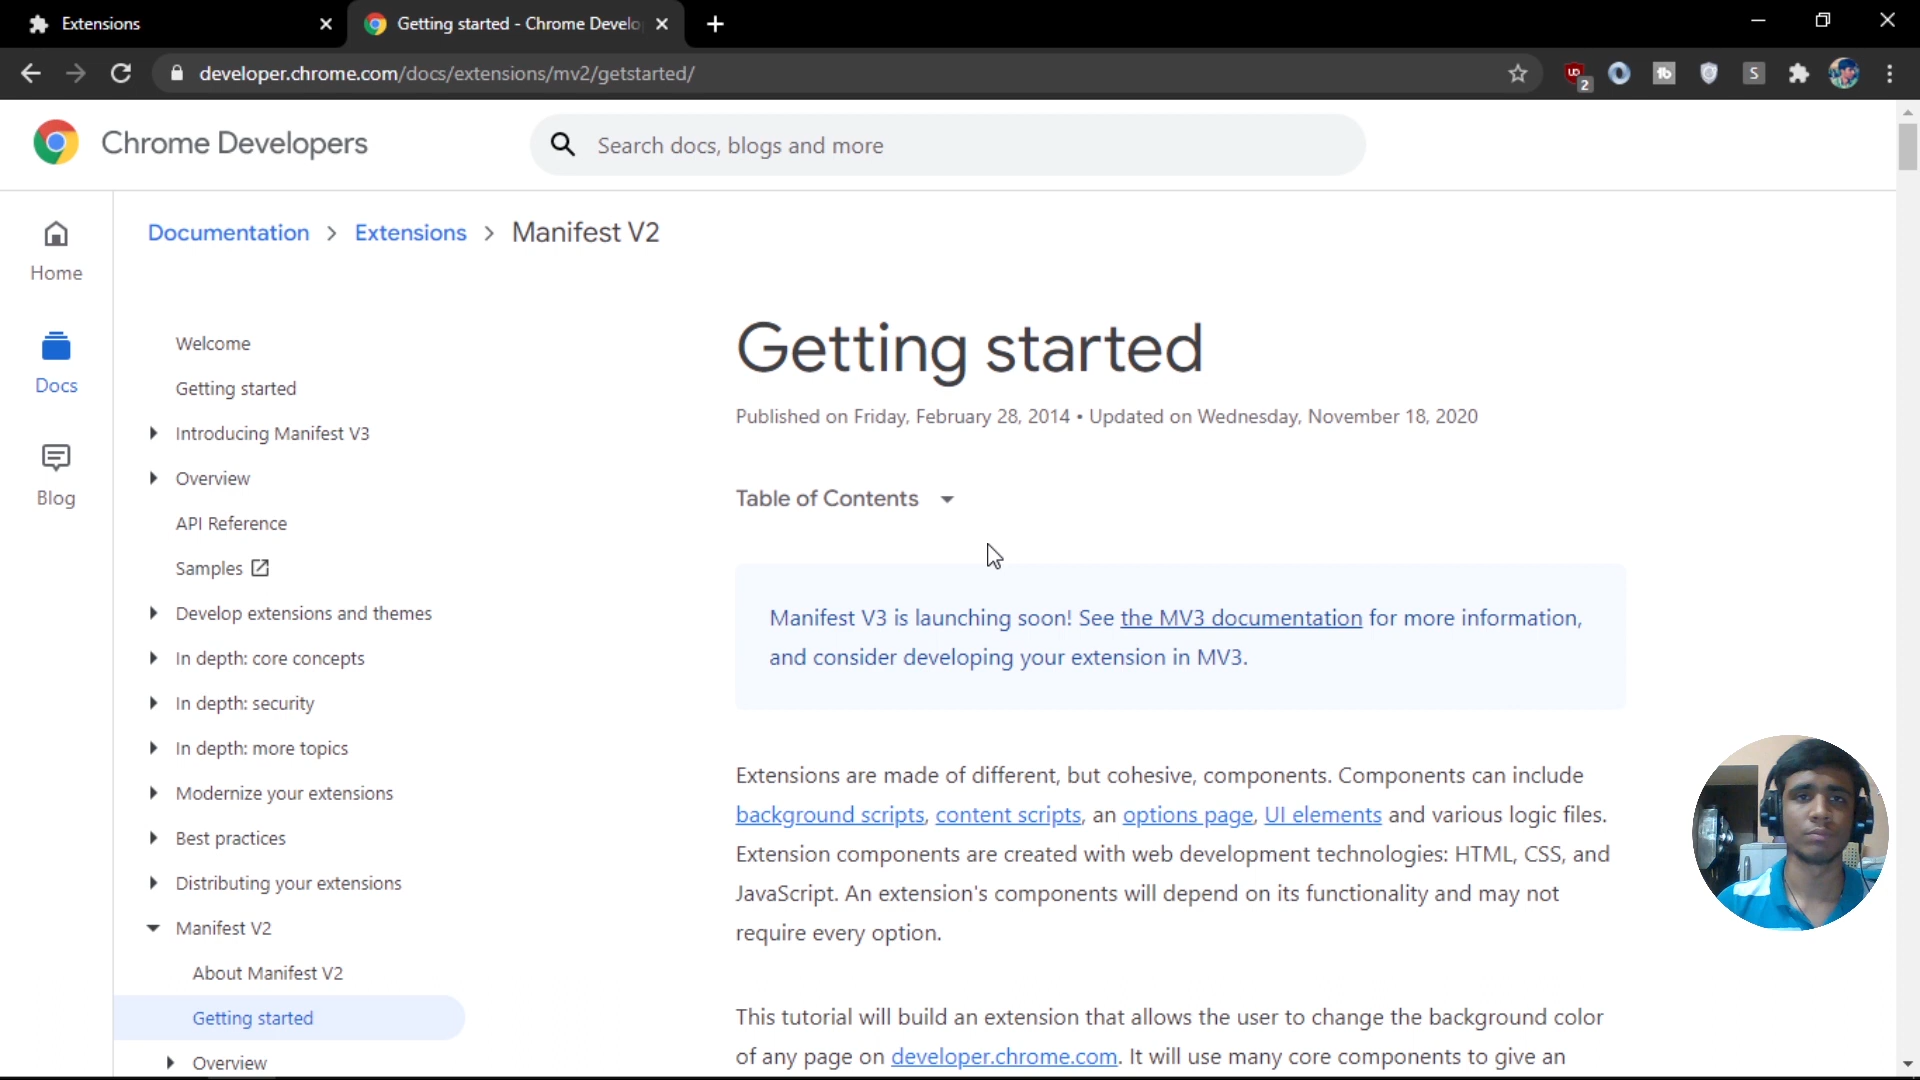 Extensions
Getting started - Chrome Develo
developer.chrome.com/docs/extensions/mv2/getstarted/
UD
2
tb
S
Chrome Developers
Search docs, blogs and more
Home
Docs
Blog
Documentation > Extensions > Manifest V2
Welcome
Getting started
Introducing Manifest V3
Overview
API Reference
Samples
Develop extensions and themes
In depth: core concepts
In depth: security
In depth: more topics
Modernize your extensions
Best practices
Distributing your extensions
Manifest V2
About Manifest V2
Getting started
Overview
Getting started
Published on Friday, February 28, 2014 • Updated on Wednesday, November 18, 2020
Table of Contents
Manifest V3 is launching soon! See the MV3 documentation for more information,
and consider developing your extension in MV3.
Extensions are made of different, but cohesive, components. Components can include
background scripts, content scripts, an options page, UI elements and various logic files.
Extension components are created with web development technologies: HTML, CSS, and
JavaScript. An extension's components will depend on its functionality and may not
require every option.
This tutorial will build an extension that allows the user to change the background color
of any page on developer.chrome.com. It will use many core components to give an